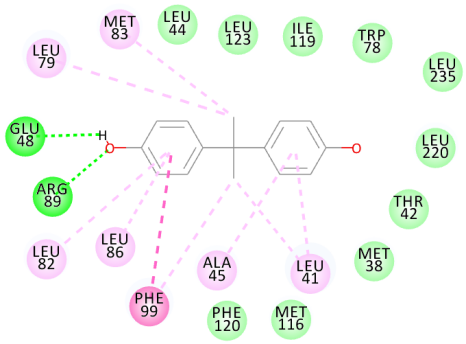 MET
83
LEU
44
LEU
123
ILE
119
TRP
78
LEU
79
LEU
235
GLU
48
H
O
O
LEU
220
ARG
89
THR
42
LEU
82
LEU
86
ALA
45
LEU
41
MET
38
PHE
99
PHE
120
MET
116